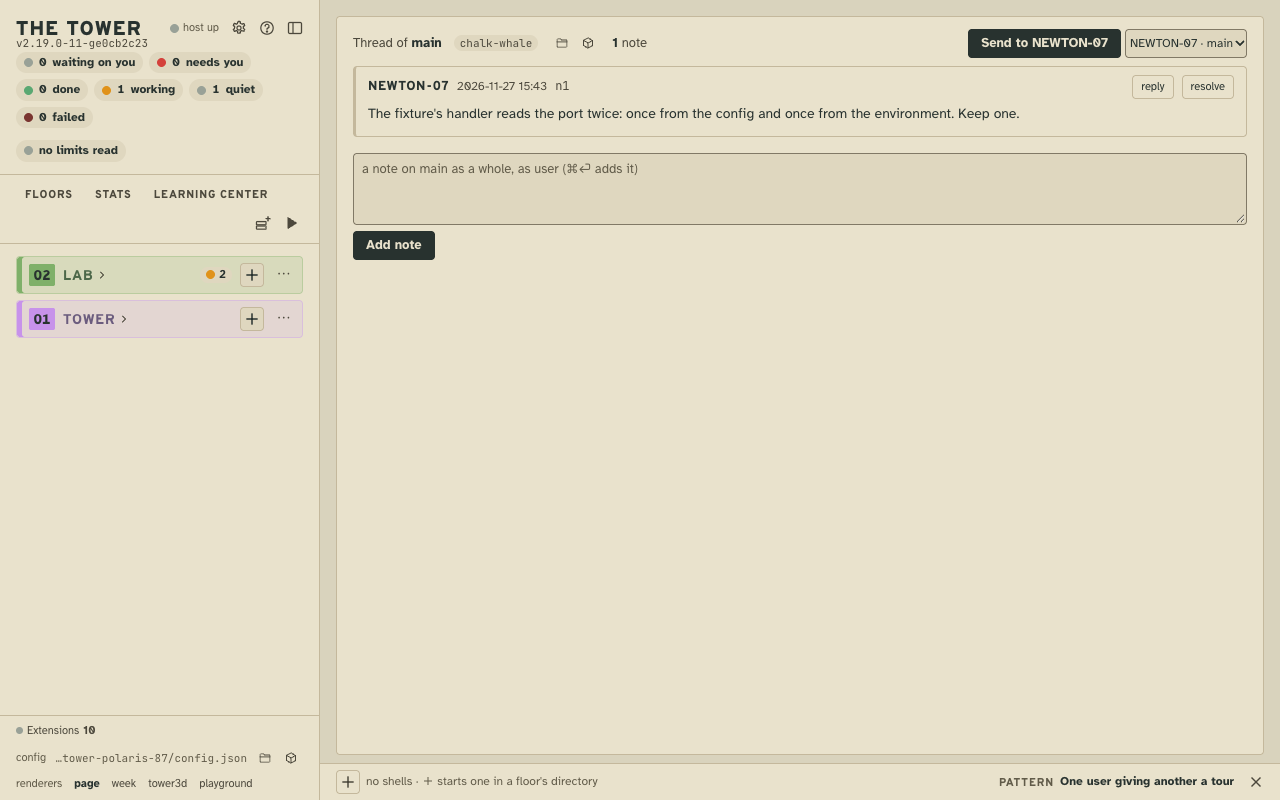 THE TOWER
host up
v2.19.0-11-ge0cb2c23
0 waiting on you
0 needs you
0 done
1 working
1 quiet
0 failed
no limits read
FLOORS
STATS
LEARNING CENTER
02 LAB ›
2
+
...
01 TOWER ›
+
...
Extensions 10
config …tower-polaris-87/config.json
renderers page week tower3d playground
Thread of main chalk-whale 1 note
Send to NEWTON-07
NEWTON-07 · main
NEWTON-07 2026-11-27 15:43 n1
reply
resolve
The fixture's handler reads the port twice: once from the config and once from the environment. Keep one.
a note on main as a whole, as user (⌘⏎ adds it)
Add note
+ no shells · + starts one in a floor's directory
PATTERN One user giving another a tour